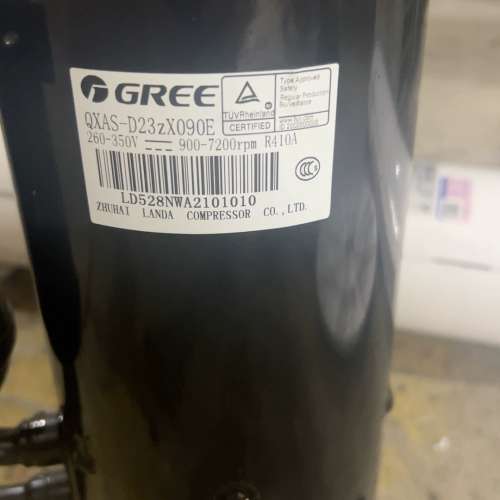 GREE
TÜVRheinland
CERTIFIED
Type Approved
Safety
Regular Production
Surveillance
QXAS-D23zX090E
260-350V 900-7200rpm R410A
LD528NWA2101010
ZHUHAI LANDA COMPRESSOR CO.,LTD.